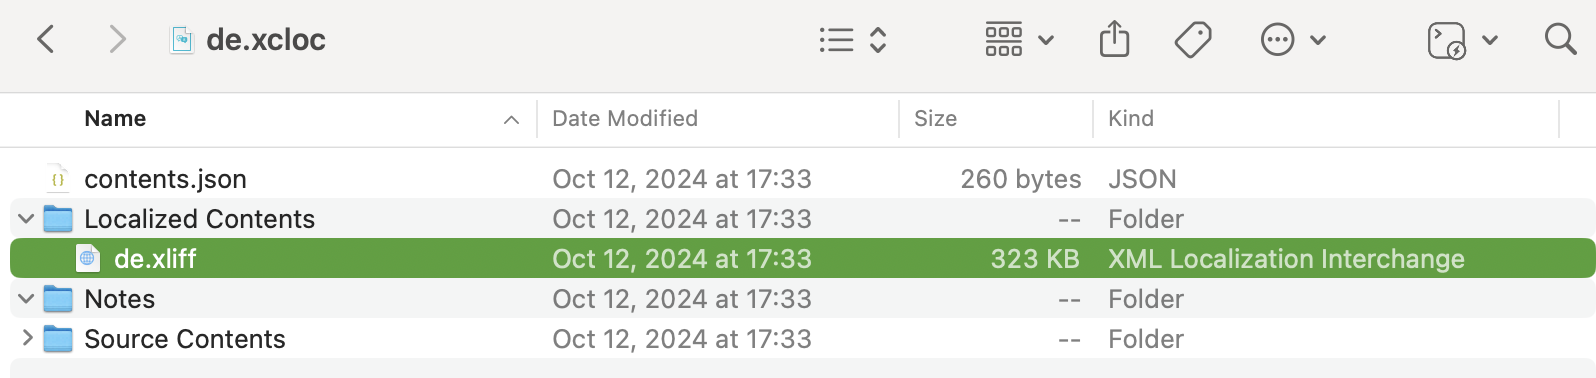 de.xcloc
Name Date Modified Size Kind
contents.json Oct 12, 2024 at 17:33 260 bytes JSON
Localized Contents Oct 12, 2024 at 17:33 -- Folder
de.xliff Oct 12, 2024 at 17:33 323 KB XML Localization Interchange
Notes Oct 12, 2024 at 17:33 -- Folder
Source Contents Oct 12, 2024 at 17:33 -- Folder